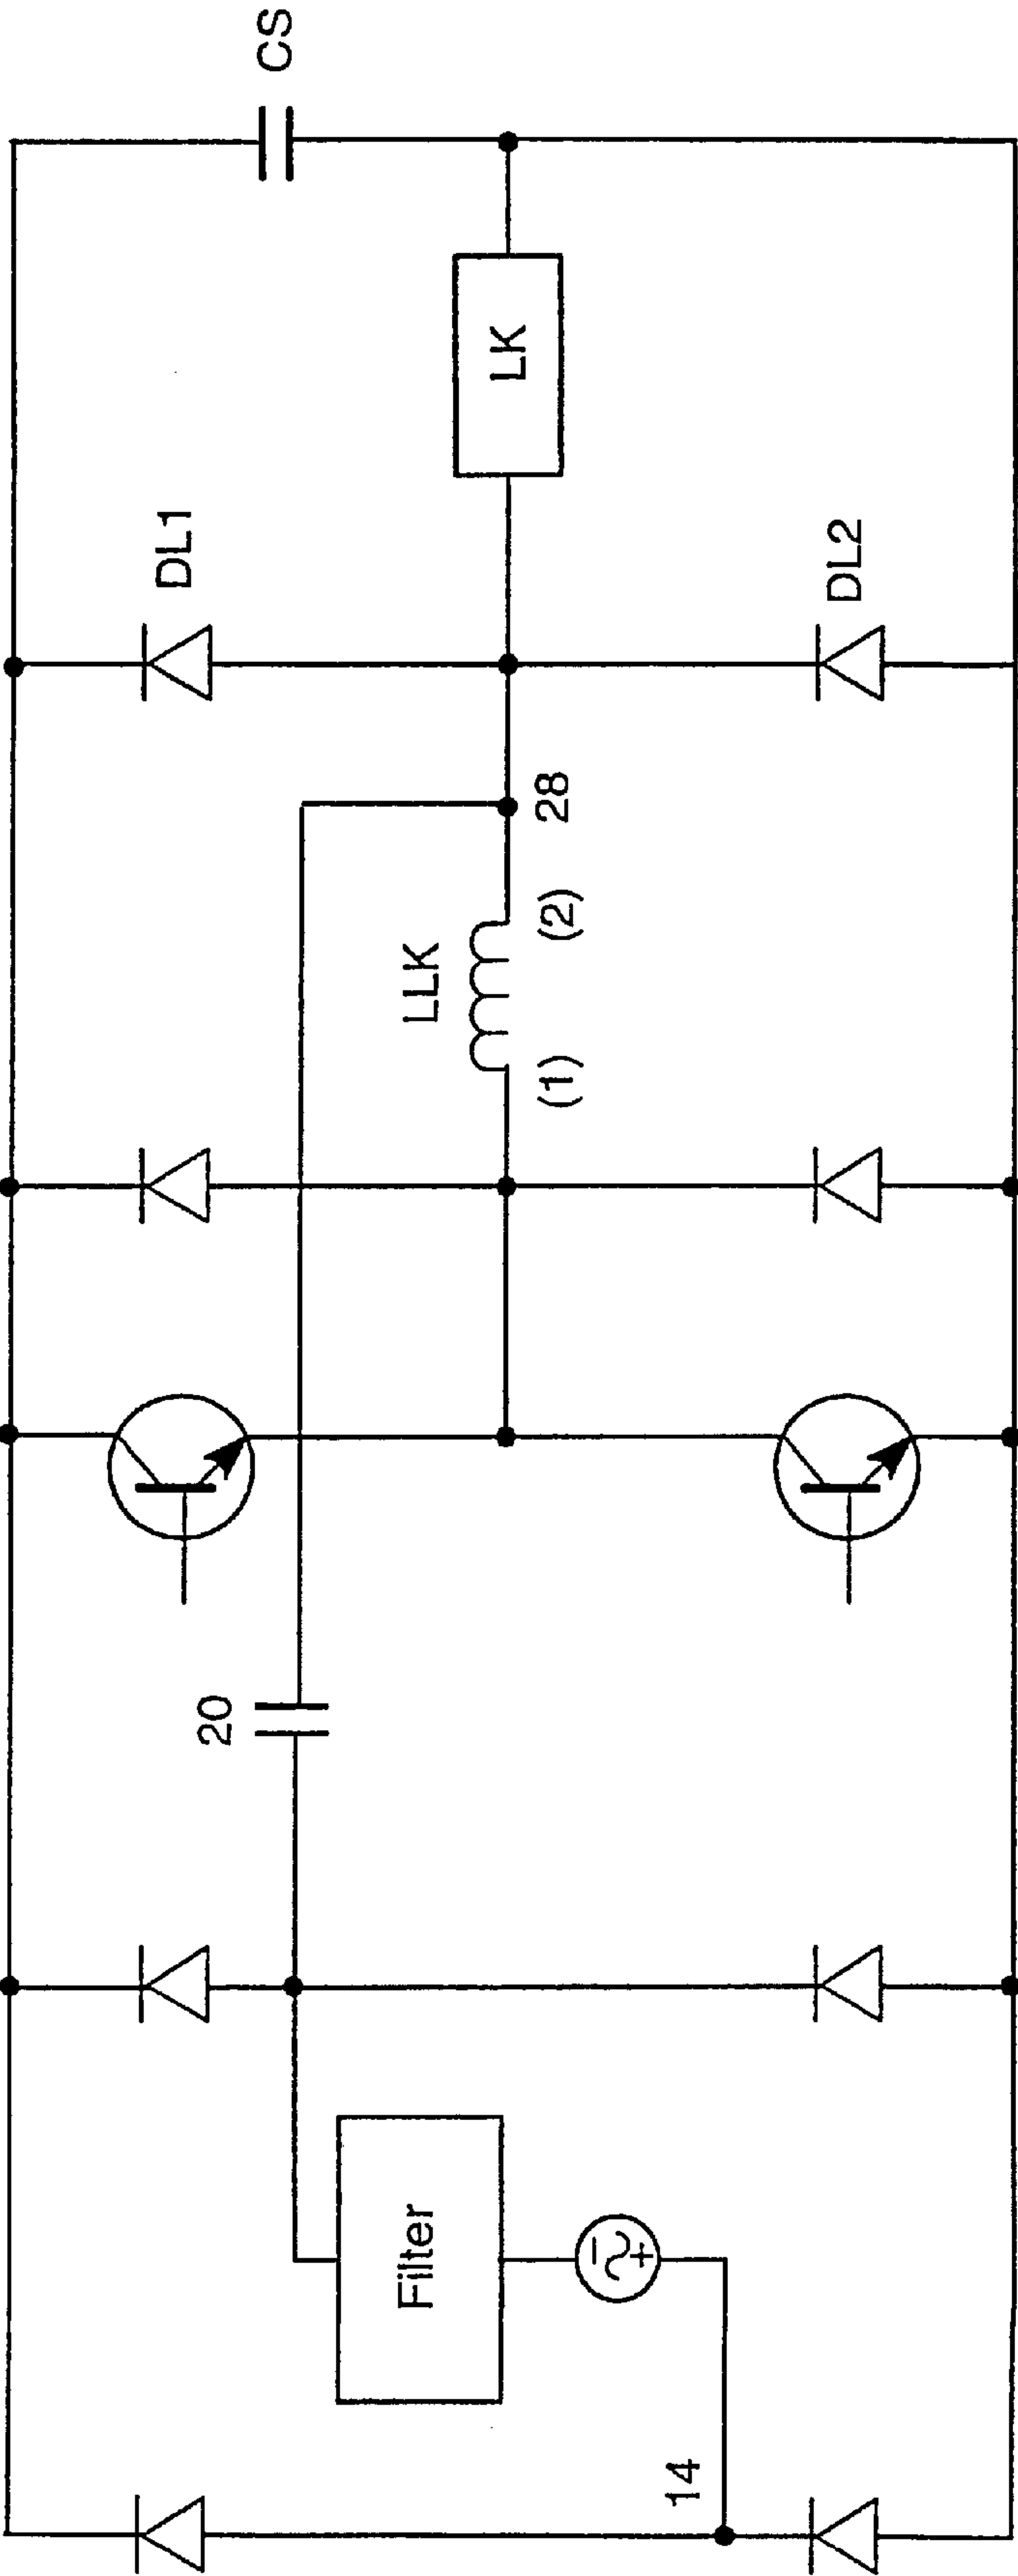 CS
LK
DL1
DL2
28
LLK
(1)
(2)
20
Filter
14